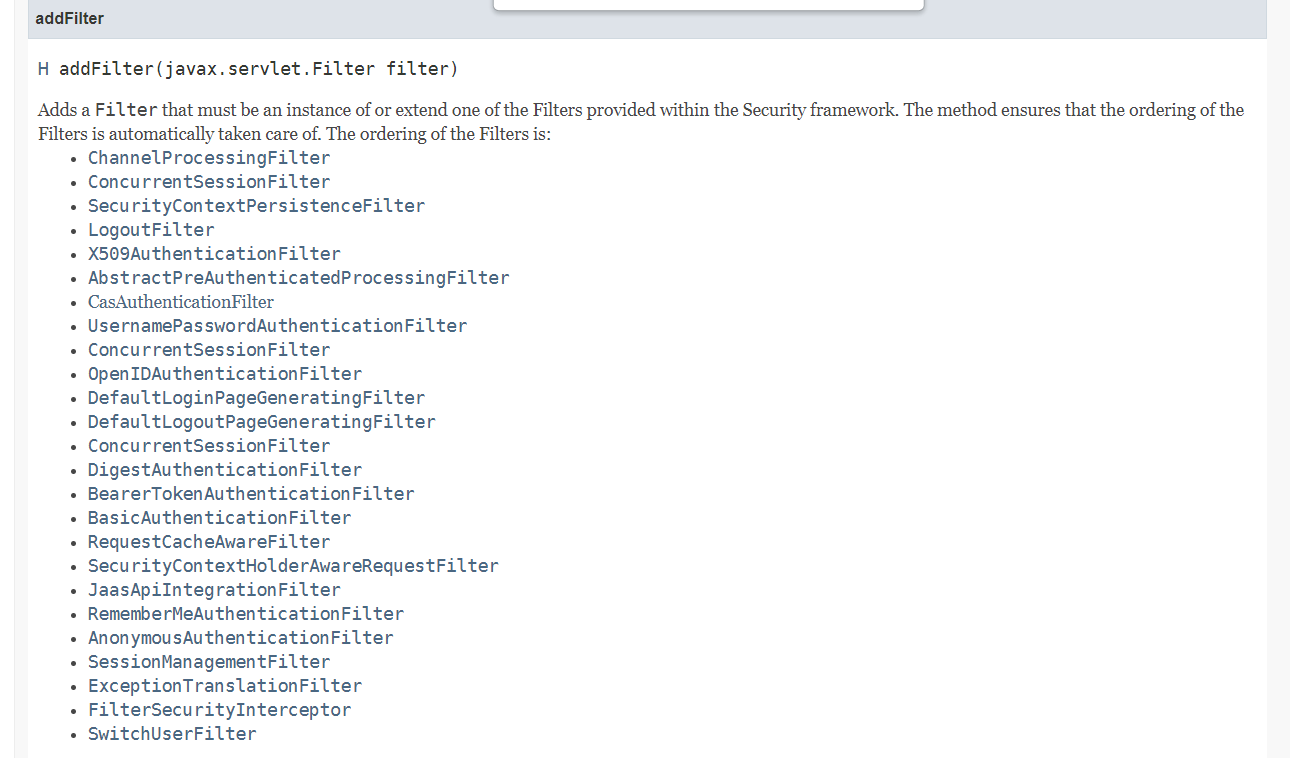 addFilter
H addFilter(javax.servlet.Filter filter)
Adds a Filter that must be an instance of or extend one of the Filters provided within the Security framework. The method ensures that the ordering of the
Filters is automatically taken care of. The ordering of the Filters is:
• ChannelProcessingFilter
• ConcurrentSessionFilter
• SecurityContextPersistenceFilter
• LogoutFilter
• X509AuthenticationFilter
• AbstractPreAuthenticatedProcessingFilter
• CasAuthenticationFilter
• UsernamePasswordAuthenticationFilter
• ConcurrentSessionFilter
• OpenIDAuthenticationFilter
• DefaultLoginPageGeneratingFilter
• DefaultLogoutPageGeneratingFilter
• ConcurrentSessionFilter
• DigestAuthenticationFilter
• BearerTokenAuthenticationFilter
• BasicAuthenticationFilter
• RequestCacheAwareFilter
• SecurityContextHolderAwareRequestFilter
• JaasApiIntegrationFilter
• RememberMeAuthenticationFilter
• AnonymousAuthenticationFilter
• SessionManagementFilter
• ExceptionTranslationFilter
• FilterSecurityInterceptor
• SwitchUserFilter